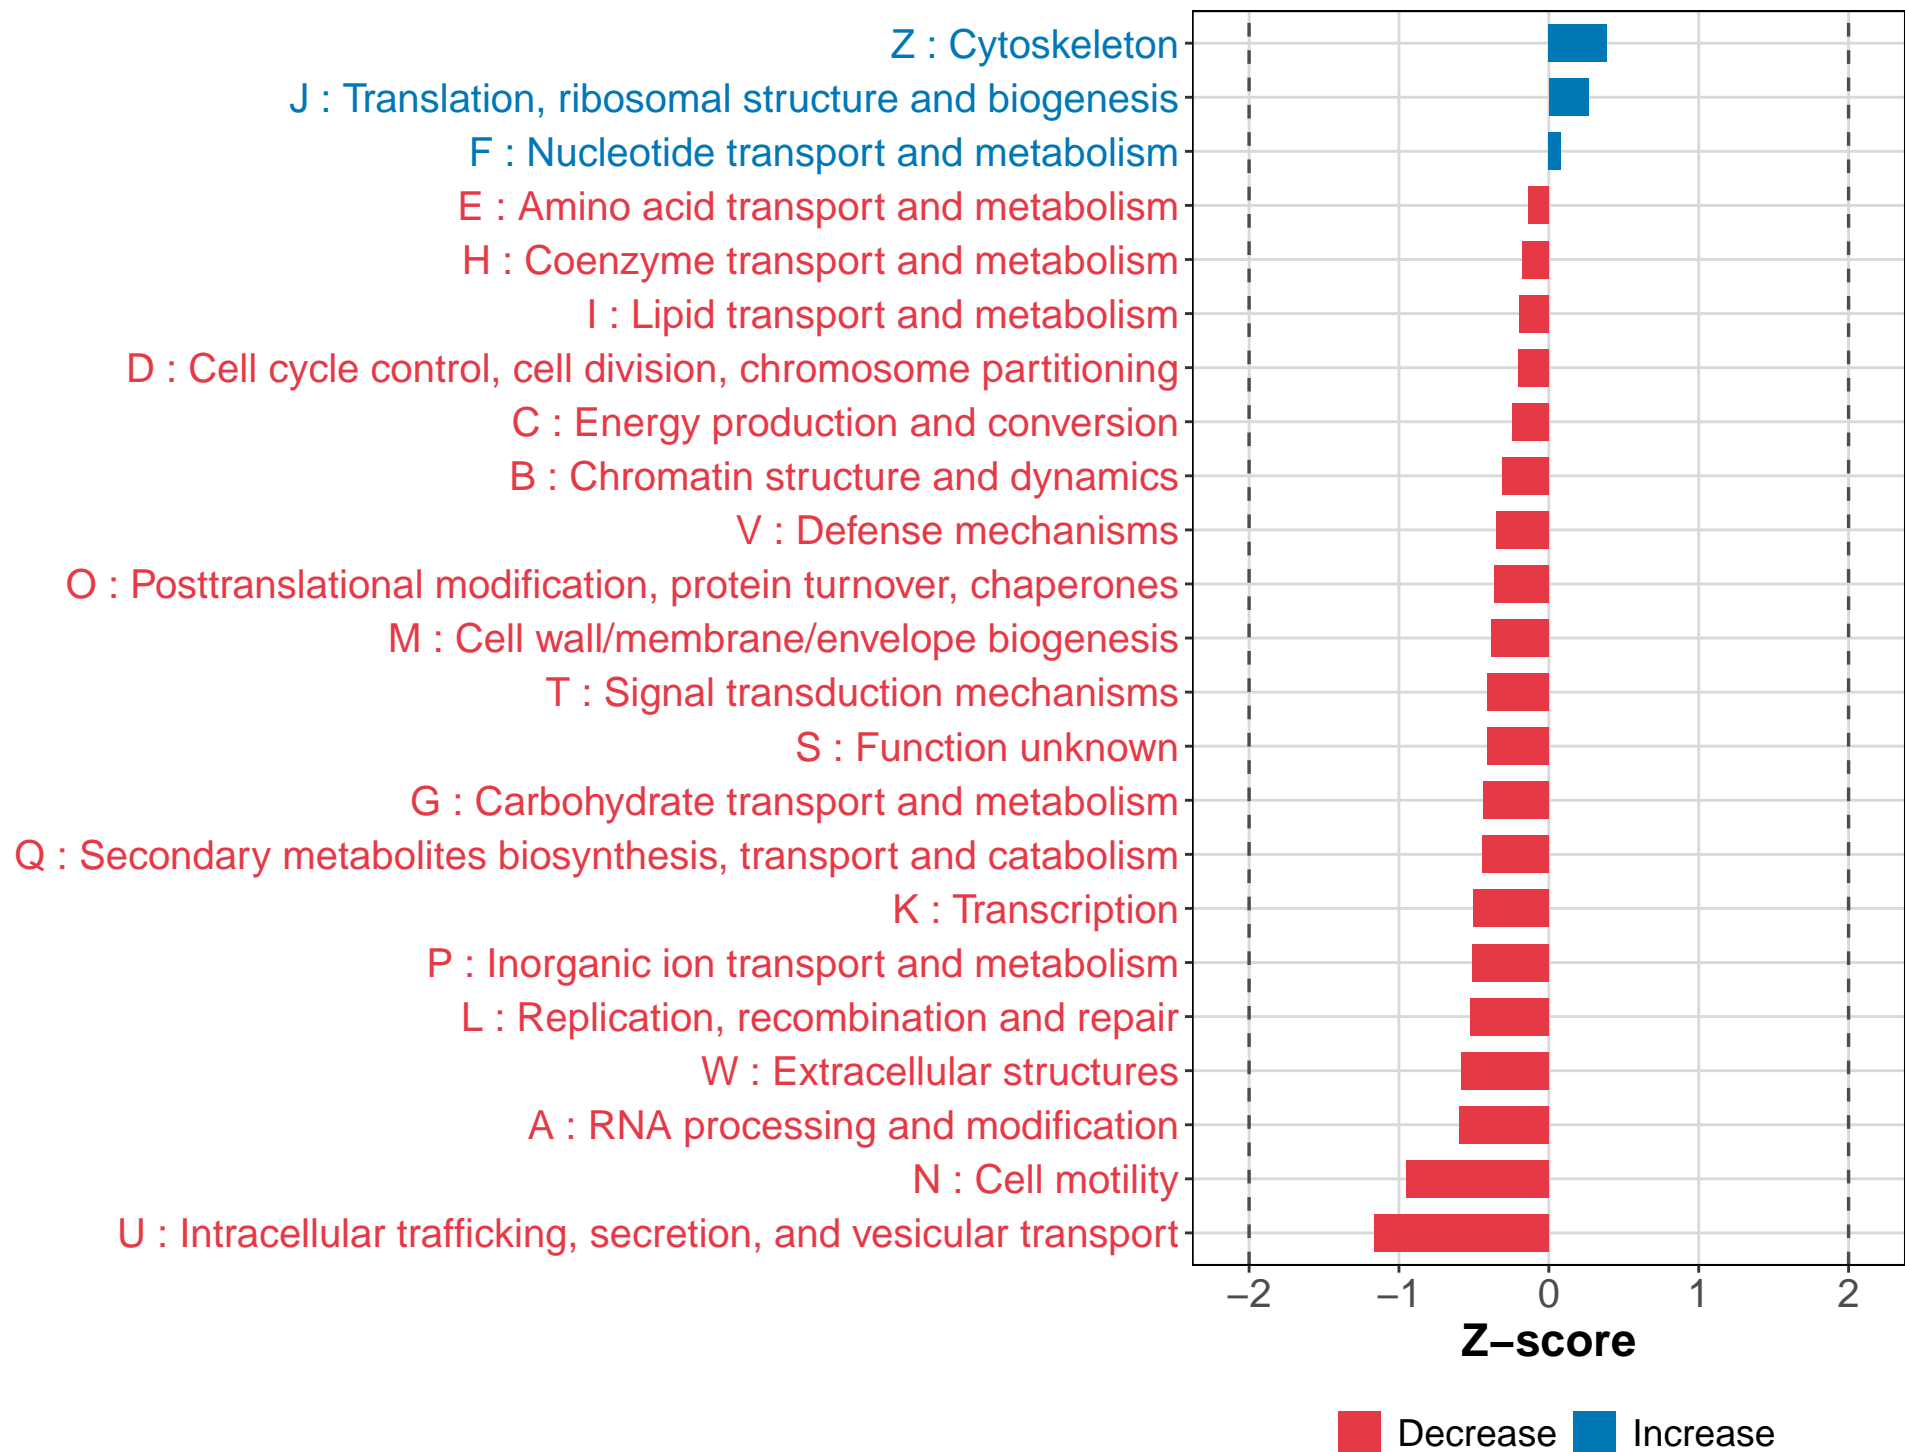 Z : Cytoskeleton
J : Translation, ribosomal structure and biogenesis
F : Nucleotide transport and metabolism
E : Amino acid transport and metabolism
H : Coenzyme transport and metabolism
I : Lipid transport and metabolism
D : Cell cycle control, cell division, chromosome partitioning
C : Energy production and conversion
B : Chromatin structure and dynamics
V : Defense mechanisms
O : Posttranslational modification, protein turnover, chaperones
M : Cell wall/membrane/envelope biogenesis
T : Signal transduction mechanisms
S : Function unknown
G : Carbohydrate transport and metabolism
Q : Secondary metabolites biosynthesis, transport and catabolism
K : Transcription
P : Inorganic ion transport and metabolism
L : Replication, recombination and repair
W : Extracellular structures
A : RNA processing and modification
N : Cell motility
U : Intracellular trafficking, secretion, and vesicular transport
−2 −1 0 1 2
Z−score
Decrease Increase